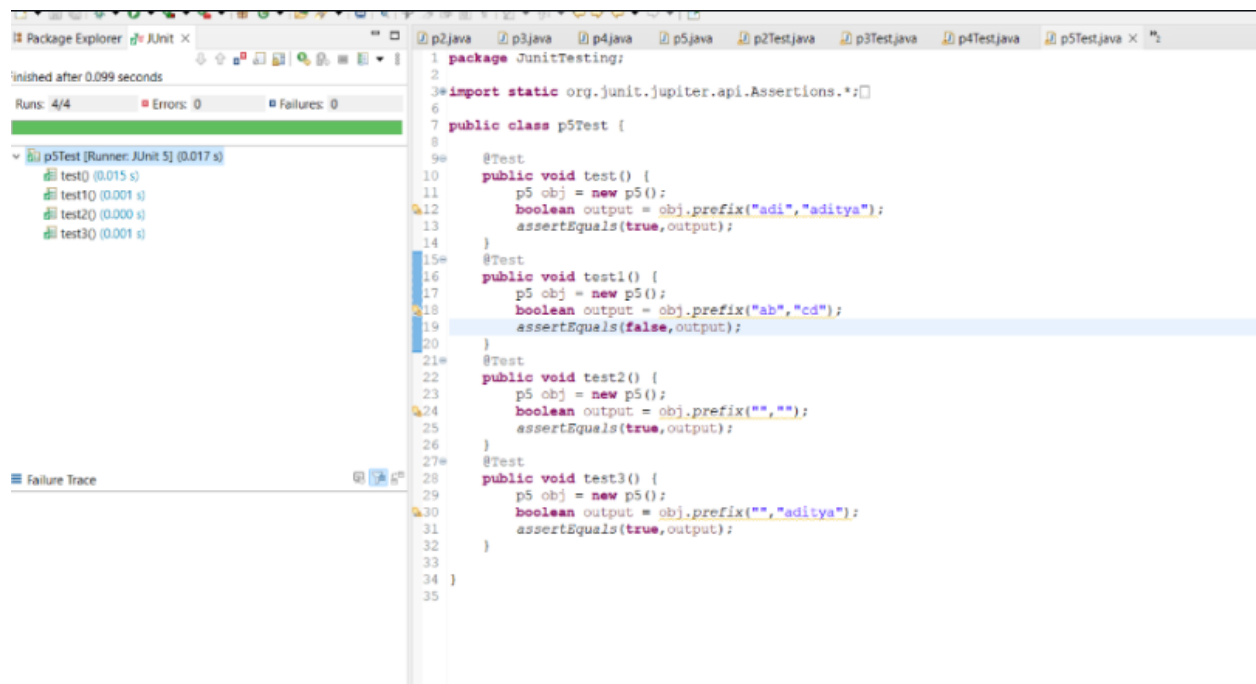 Package Explorer JUnit ×
Finished after 0.099 seconds
Runs: 4/4 Errors: 0 Failures: 0
p5Test [Runner: JUnit 5] (0.017 s)
test() (0.015 s)
test1() (0.001 s)
test2() (0.000 s)
test3() (0.001 s)
Failure Trace
p2.java p3.java p4.java p5.java p2Test.java p3Test.java p4Test.java p5Test.java × "2
1 package JunitTesting;
2
3 import static org.junit.jupiter.api.Assertions.*;
6
7 public class p5Test {
8
9 @Test
10 public void test() {
11 p5 obj = new p5();
12 boolean output = obj.prefix("adi","aditya");
13 assertEquals(true,output);
14 }
15 @Test
16 public void test1() {
17 p5 obj = new p5();
18 boolean output = obj.prefix("ab","cd");
19 assertEquals(false,output);
20 }
21 @Test
22 public void test2() {
23 p5 obj = new p5();
24 boolean output = obj.prefix("","");
25 assertEquals(true,output);
26 }
27 @Test
28 public void test3() {
29 p5 obj = new p5();
30 boolean output = obj.prefix("","aditya");
31 assertEquals(true,output);
32 }
33
34 }
35